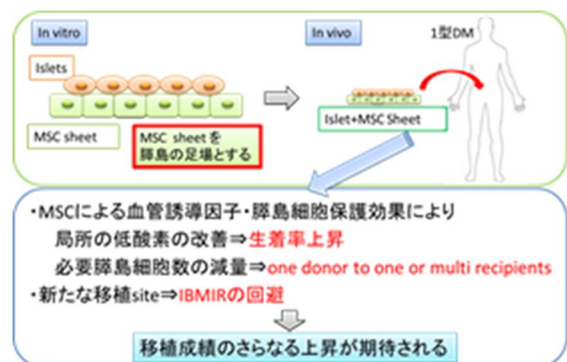 In vitro
In vivo
1型DM
Islets
MSC sheet
MSC sheetを
膵島の足場とする
Islet+MSC Sheet
・MSCによる血管誘導因子・膵島細胞保護効果により
局所の低酸素の改善⇒生着率上昇
必要膵島細胞数の減量⇒one donor to one or multi recipients
・新たな移植site⇒IBMIRの回避
移植成績のさらなる上昇が期待される